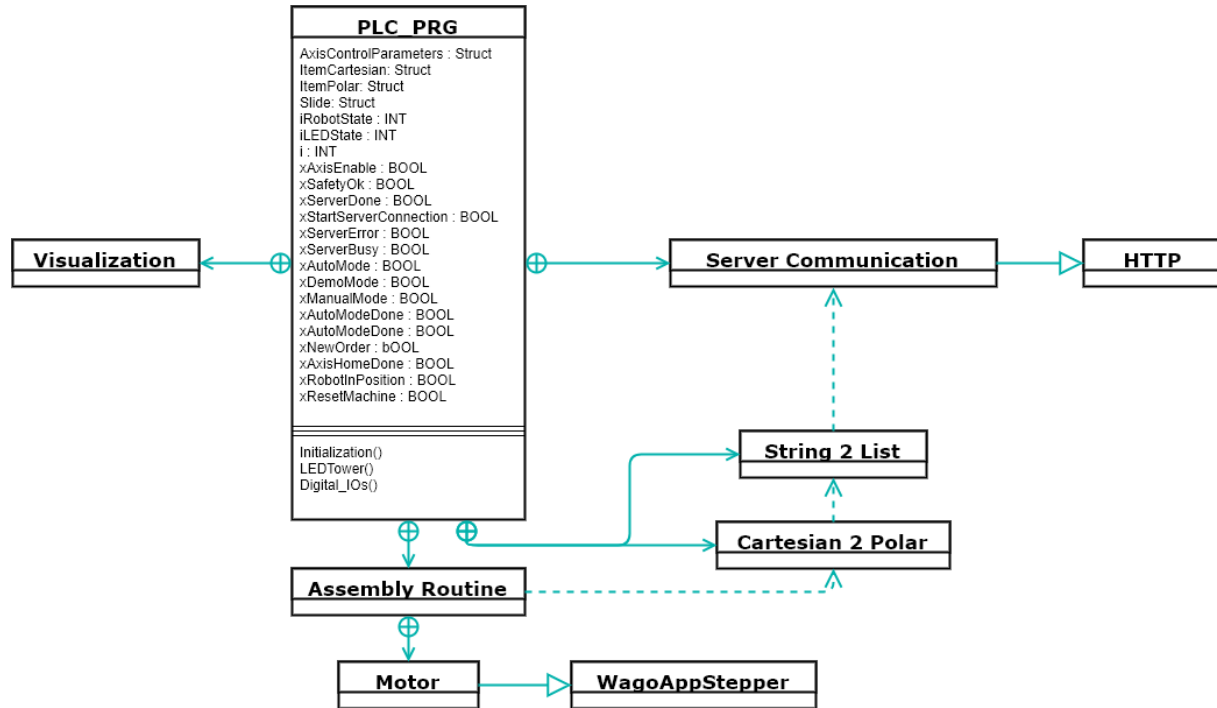 PLC_PRG
AxisControlParameters : Struct
ItemCartesian: Struct
ItemPolar: Struct
Slide: Struct
iRobotState : INT
iLEDState : INT
i : INT
xAxisEnable : BOOL
xSafetyOk : BOOL
xServerDone : BOOL
xStartServerConnection : BOOL
xServerError : BOOL
xServerBusy : BOOL
xAutoMode : BOOL
xDemoMode : BOOL
xManualMode : BOOL
xAutoModeDone : BOOL
xAutoModeDone : BOOL
xNewOrder : bOOL
xAxisHomeDone : BOOL
xRobotInPosition : BOOL
xResetMachine : BOOL
Initialization()
LEDTower()
Digital_IOs()
Visualization
Server Communication
HTTP
String 2 List
Cartesian 2 Polar
Assembly Routine
Motor
WagoAppStepper